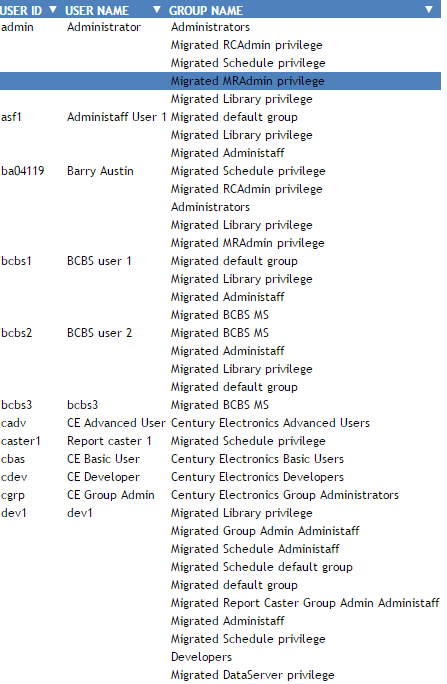 USER ID ▼ USER NAME ▼ GROUP NAME ▼
admin Administrator Administrators
Migrated RCAdmin privilege
Migrated Schedule privilege
Migrated MRAdmin privilege
Migrated Library privilege
asf1 Administaff User 1 Migrated default group
Migrated Library privilege
Migrated Administaff
ba04119 Barry Austin Migrated Schedule privilege
Migrated RCAdmin privilege
Administrators
Migrated Library privilege
Migrated MRAdmin privilege
bcbs1 BCBS user 1 Migrated default group
Migrated Library privilege
Migrated Administaff
Migrated BCBS MS
bcbs2 BCBS user 2 Migrated BCBS MS
Migrated Administaff
Migrated Library privilege
Migrated default group
bcbs3 bcbs3 Migrated BCBS MS
cadv CE Advanced User Century Electronics Advanced Users
caster1 Report caster 1 Migrated Schedule privilege
cbas CE Basic User Century Electronics Basic Users
cdev CE Developer Century Electronics Developers
cgrp CE Group Admin Century Electronics Group Administrators
dev1 dev1 Migrated Library privilege
Migrated Group Admin Administaff
Migrated Schedule Administaff
Migrated Schedule default group
Migrated default group
Migrated Report Caster Group Admin Administaff
Migrated Administaff
Migrated Schedule privilege
Developers
Migrated DataServer privilege